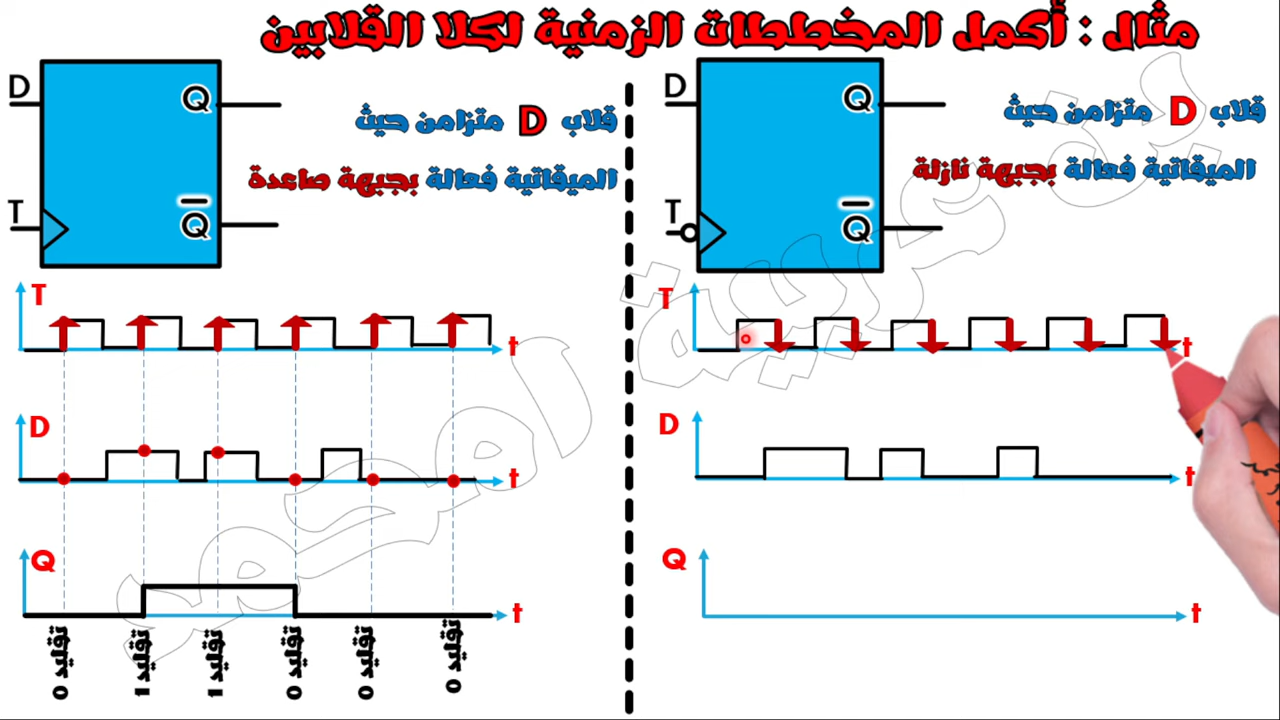 مثال : أكمل المخططات الزمنية لكلا القلابين
قلاب D متزامن حيث
الميقاتية فعالة بجبهة نازلة
D
Q
T
Q̅
T
t
D
t
Q
t
قلاب D متزامن حيث
الميقاتية فعالة بجبهة صاعدة
D
Q
T
Q̅
T
t
D
t
Q
t
تقليد 0
تقليد 1
تقليد 1
تقليد 0
تقليد 0
تقليد 0